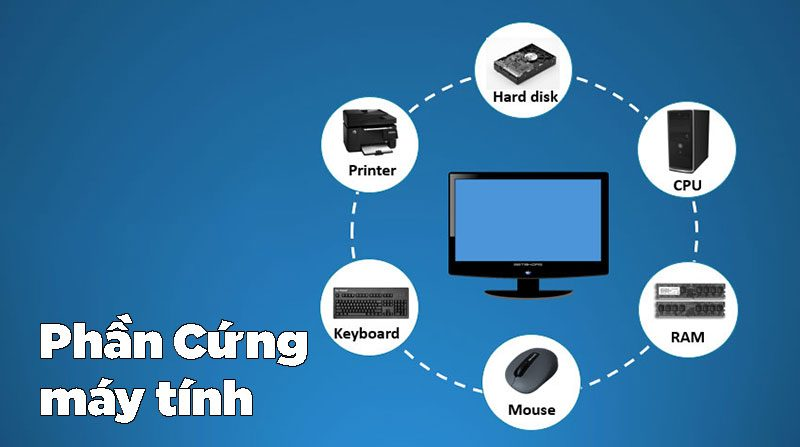 Hard disk
Printer
CPU
Keyboard
RAM
Mouse
Phần Cứng
máy tính